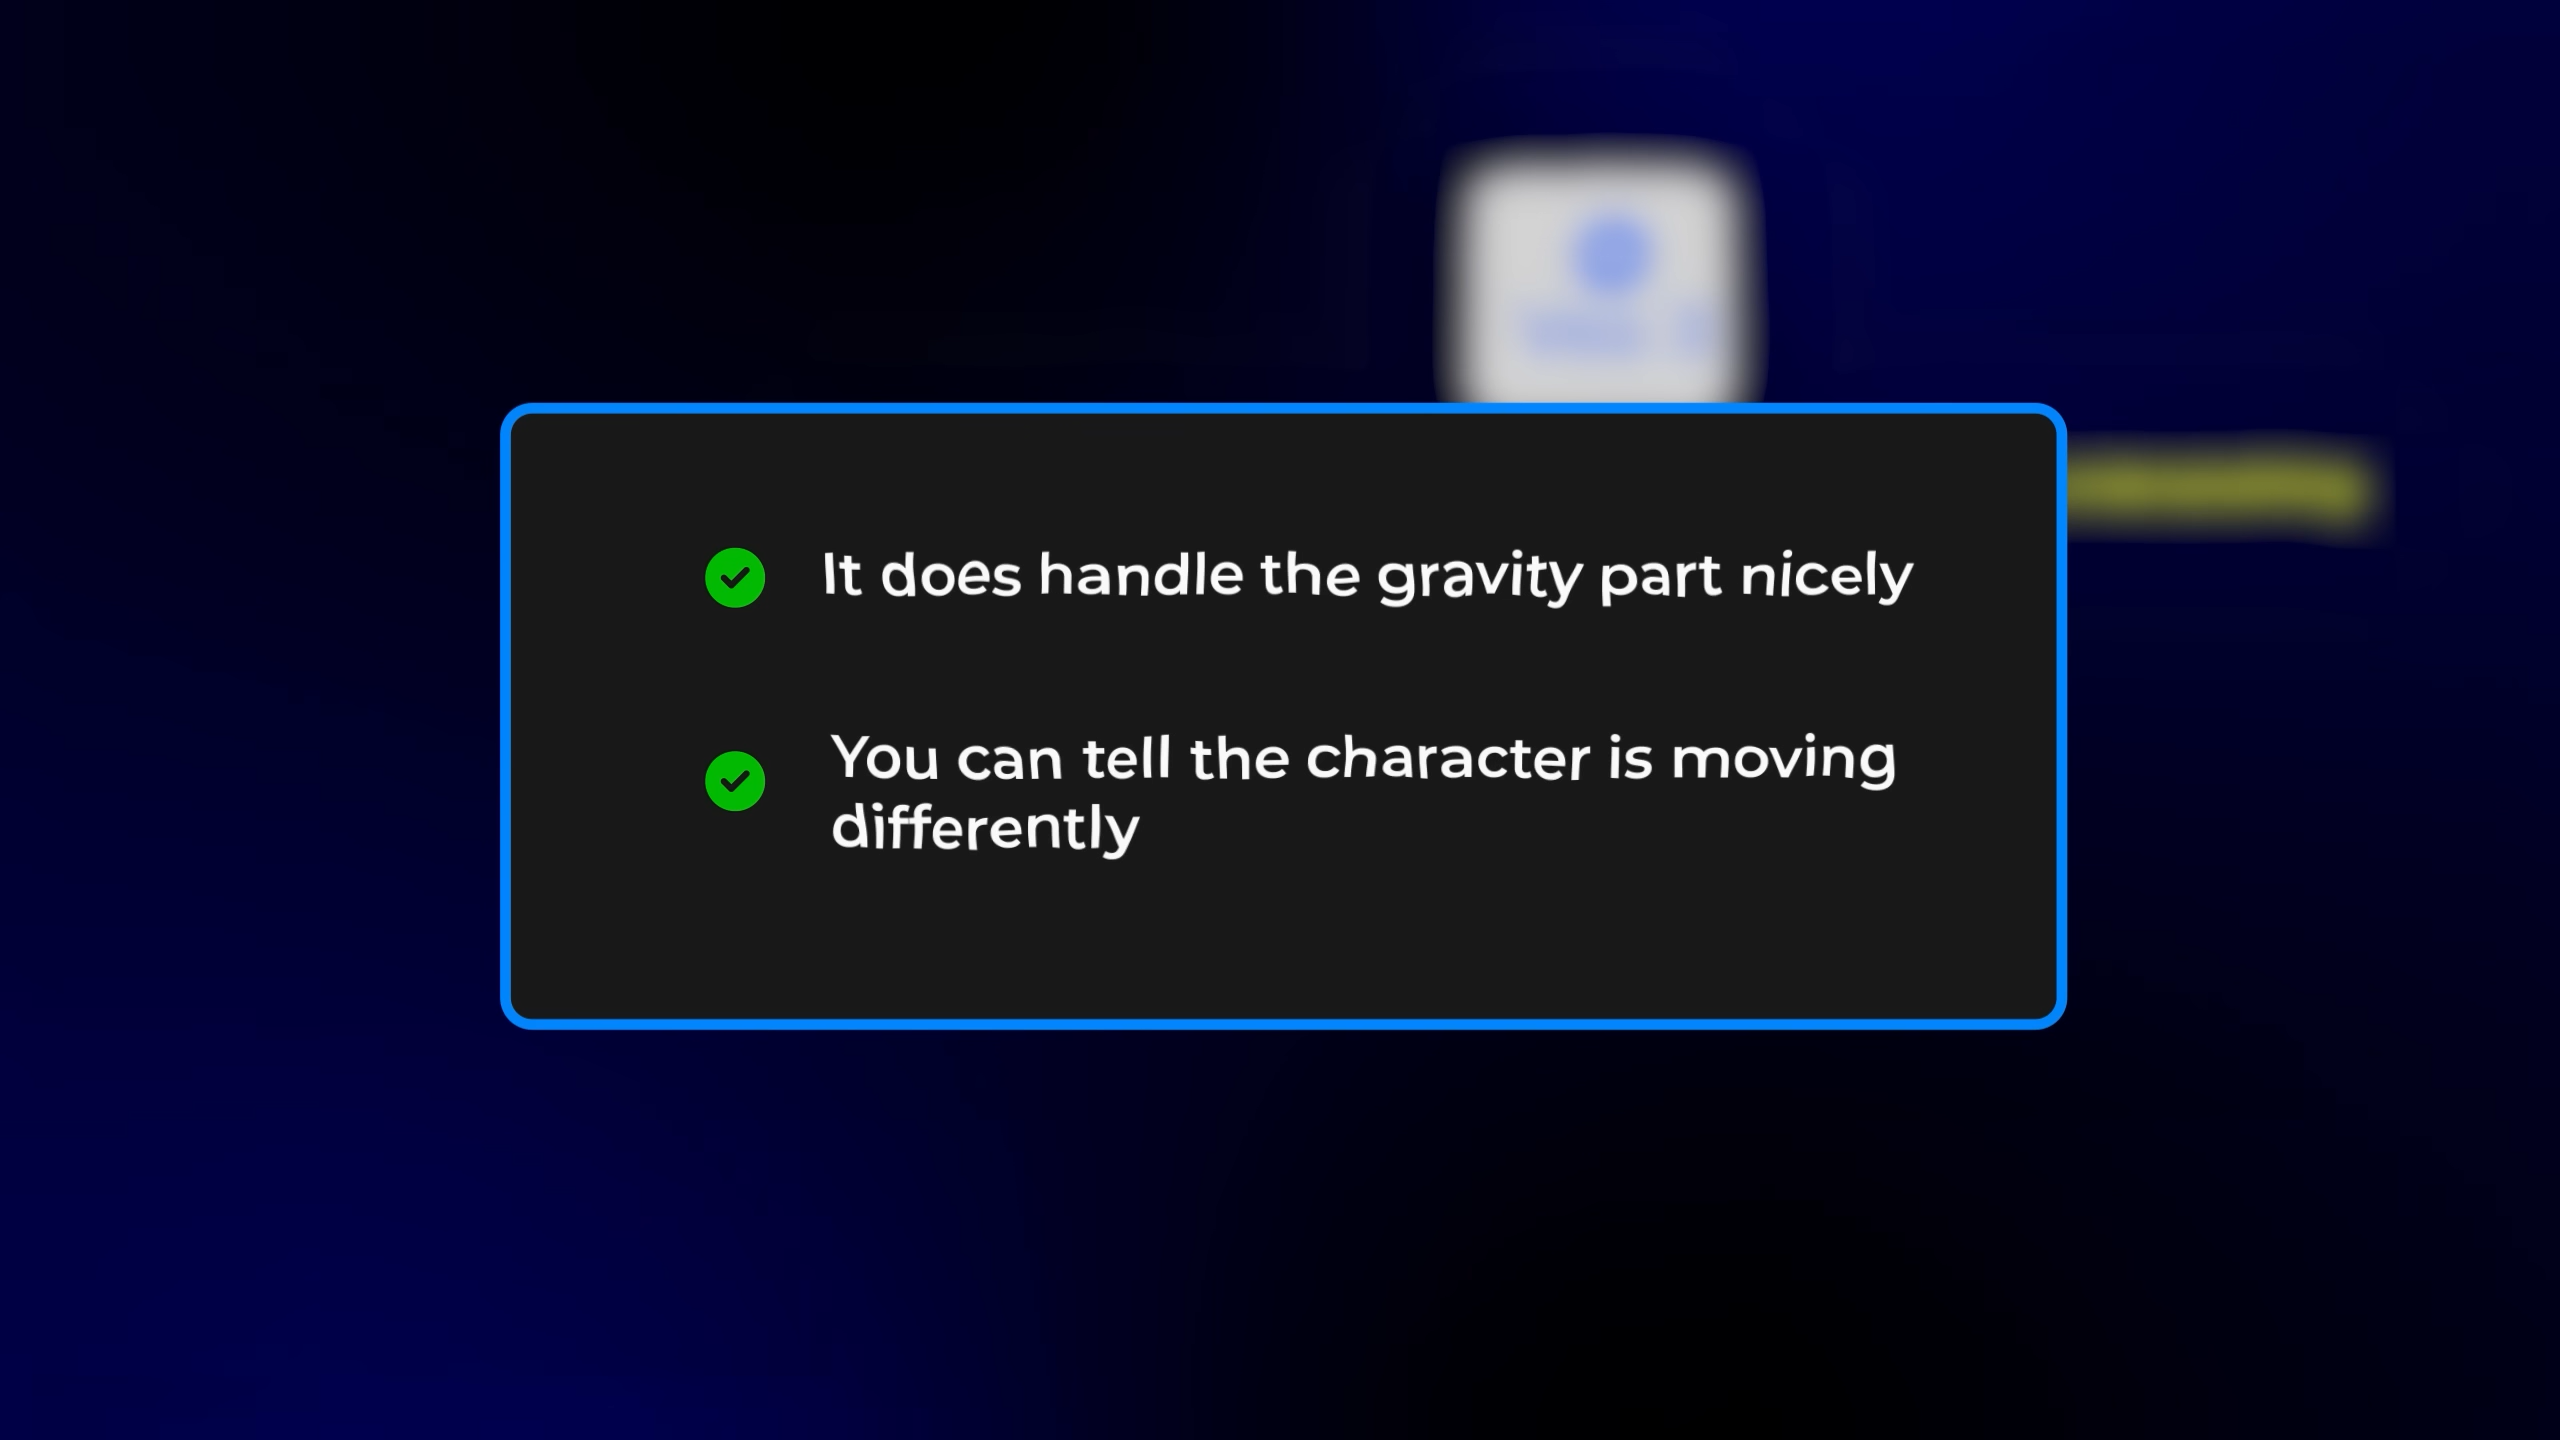 It does handle the gravity part nicely
You can tell the character is moving
differently